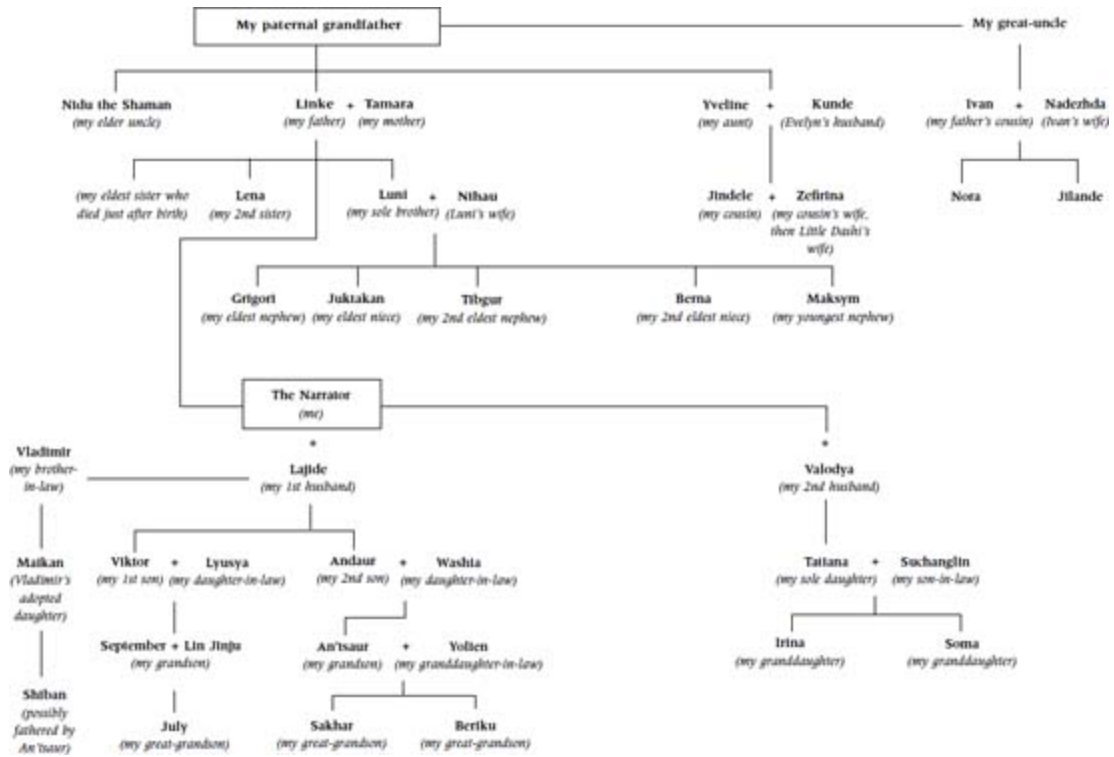 My paternal grandfather
My great-uncle
Nidu the Shaman
(my elder uncle)
Linke + Tamara
(my father) (my mother)
Yveline + Kunde
(my aunt) (Evelyn's husband)
Ivan + Nadezhda
(my father's cousin) (Ivan's wife)
(my eldest sister who
died just after birth)
Lena
(my 2nd sister)
Luni + Nihau
(my sole brother) (Luni's wife)
Jindele + Zefirina
(my cousin) (my cousin's wife,
then Little Dashi's
wife)
Nora
Jilande
Grigori
(my eldest nephew)
Juktakan
(my eldest niece)
Tibgur
(my 2nd eldest nephew)
Berna
(my 2nd eldest niece)
Maksym
(my youngest nephew)
The Narrator
(me)
+
+
Vladimir
(my brother-
in-law)
Lajide
(my 1st husband)
Valodya
(my 2nd husband)
Maikan
(Vladimir's
adopted
daughter)
Viktor + Lyusya
(my 1st son) (my daughter-in-law)
Andaur + Washia
(my 2nd son) (my daughter-in-law)
Tatiana + Suchanglin
(my sole daughter) (my son-in-law)
September + Lin Jinju
(my grandson)
An'tsaur + Yolien
(my grandson) (my granddaughter-in-law)
Irina
(my granddaughter)
Soma
(my granddaughter)
Shiban
(possibly
fathered by
An'tsaur)
July
(my great-grandson)
Sakhar
(my great-grandson)
Beriku
(my great-grandson)